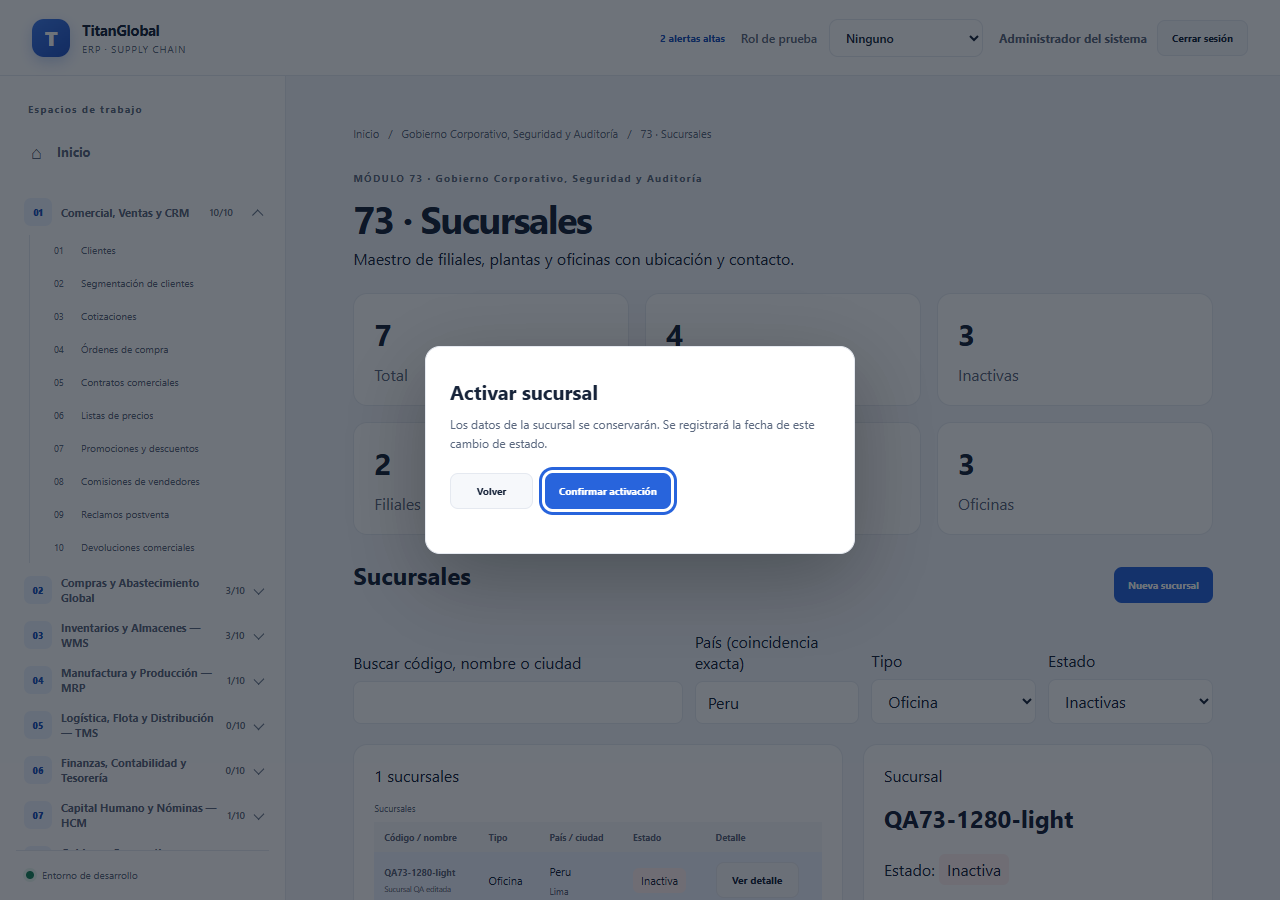 T
TitanGlobal
ERP · SUPPLY CHAIN
2 alertas altas
Rol de prueba
Ninguno
Administrador del sistema
Cerrar sesión
Espacios de trabajo
Inicio
01 Comercial, Ventas y CRM 10/10
01 Clientes
02 Segmentación de clientes
03 Cotizaciones
04 Órdenes de compra
05 Contratos comerciales
06 Listas de precios
07 Promociones y descuentos
08 Comisiones de vendedores
09 Reclamos postventa
10 Devoluciones comerciales
02 Compras y Abastecimiento Global 3/10
03 Inventarios y Almacenes — WMS 3/10
04 Manufactura y Producción — MRP 1/10
05 Logística, Flota y Distribución — TMS 0/10
06 Finanzas, Contabilidad y Tesorería 0/10
07 Capital Humano y Nóminas — HCM 1/10
Entorno de desarrollo
Inicio / Gobierno Corporativo, Seguridad y Auditoría / 73 · Sucursales
MÓDULO 73 · Gobierno Corporativo, Seguridad y Auditoría
73 · Sucursales
Maestro de filiales, plantas y oficinas con ubicación y contacto.
7
Total
4
3
Inactivas
2
Filiales
3
Oficinas
Activar sucursal
Los datos de la sucursal se conservarán. Se registrará la fecha de este
cambio de estado.
Volver
Confirmar activación
Sucursales
Nueva sucursal
Buscar código, nombre o ciudad
País (coincidencia
exacta)
Peru
Tipo
Oficina
Estado
Inactivas
1 sucursales
Sucursales
Código / nombre Tipo País / ciudad Estado Detalle
QA73-1280-light
Sucursal QA editada
Oficina
Peru
Lima
Inactiva
Ver detalle
Sucursal
QA73-1280-light
Estado: Inactiva